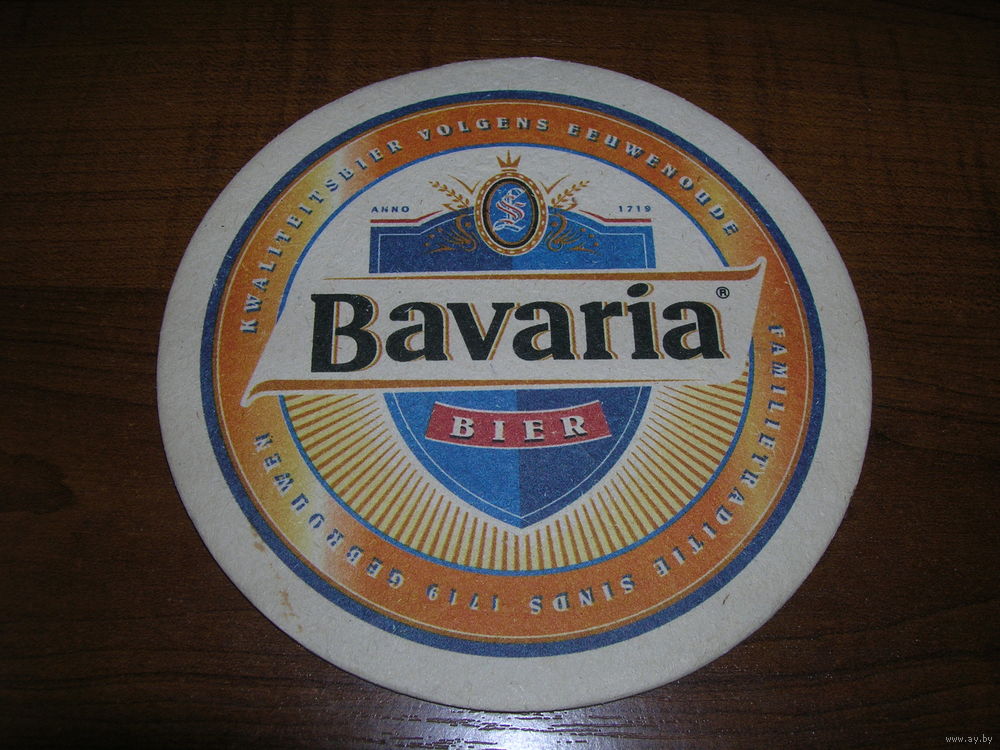 KWALITEITSBIER VOLGENS EEUWENOUDE
FAMILIETRADITIE SINDS 1719 GEBROUWEN
ANNO 1719
S
Bavaria®
BIER
www.ay.by